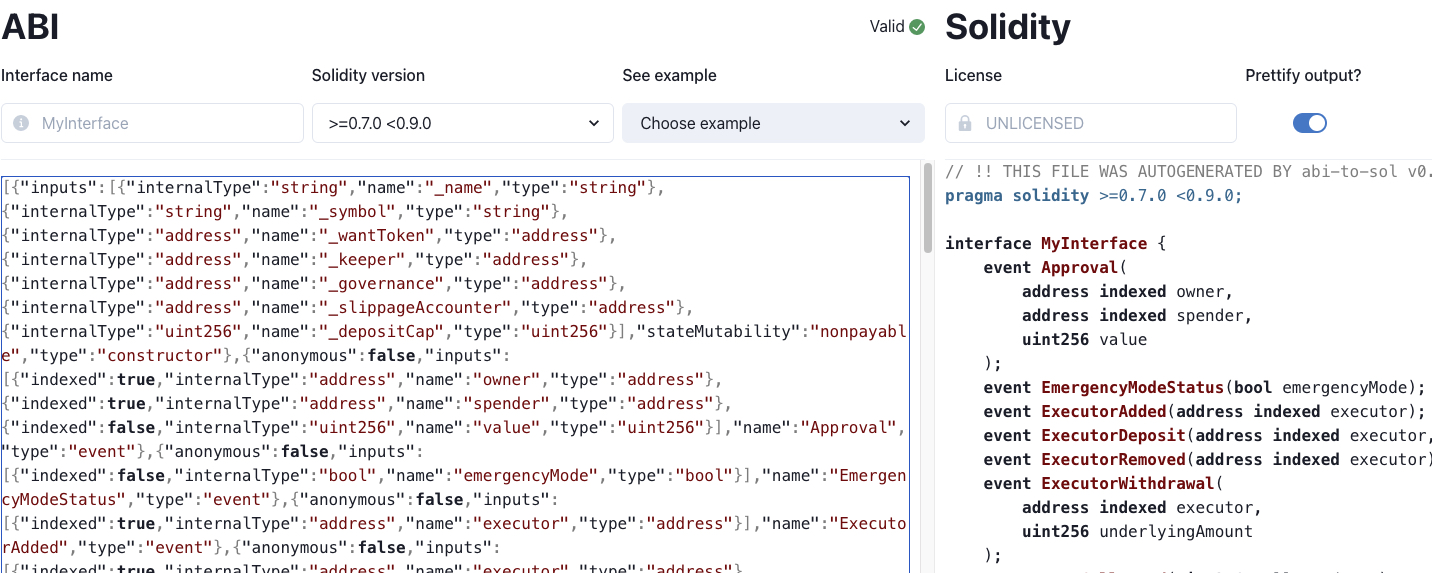 ABI
Valid
Interface name
Solidity version
See example
MyInterface
>=0.7.0 <0.9.0
Choose example
[{"inputs":[{"internalType":"string","name":"_name","type":"string"},
{"internalType":"string","name":"_symbol","type":"string"},
{"internalType":"address","name":"_wantToken","type":"address"},
{"internalType":"address","name":"_keeper","type":"address"},
{"internalType":"address","name":"_governance","type":"address"},
{"internalType":"address","name":"_slippageAccounter","type":"address"},
{"internalType":"uint256","name":"_depositCap","type":"uint256"}],"stateMutability":"nonpayabl
e","type":"constructor"},{"anonymous":false,"inputs":
[{"indexed":true,"internalType":"address","name":"owner","type":"address"},
{"indexed":true,"internalType":"address","name":"spender","type":"address"},
{"indexed":false,"internalType":"uint256","name":"value","type":"uint256"}],"name":"Approval",
"type":"event"},{"anonymous":false,"inputs":
[{"indexed":false,"internalType":"bool","name":"emergencyMode","type":"bool"}],"name":"Emergen
cyModeStatus","type":"event"},{"anonymous":false,"inputs":
[{"indexed":true,"internalType":"address","name":"executor","type":"address"}],"name":"Executo
rAdded","type":"event"},{"anonymous":false,"inputs":
[{"indexed":true,"internalType":"address","name":"executor","type":"address"}
Solidity
License
Prettify output?
UNLICENSED
// !! THIS FILE WAS AUTOGENERATED BY abi-to-sol v0.
pragma solidity >=0.7.0 <0.9.0;
interface MyInterface {
event Approval(
address indexed owner,
address indexed spender,
uint256 value
);
event EmergencyModeStatus(bool emergencyMode);
event ExecutorAdded(address indexed executor);
event ExecutorDeposit(address indexed executor,
event ExecutorRemoved(address indexed executor)
event ExecutorWithdrawal(
address indexed executor,
uint256 underlyingAmount
);